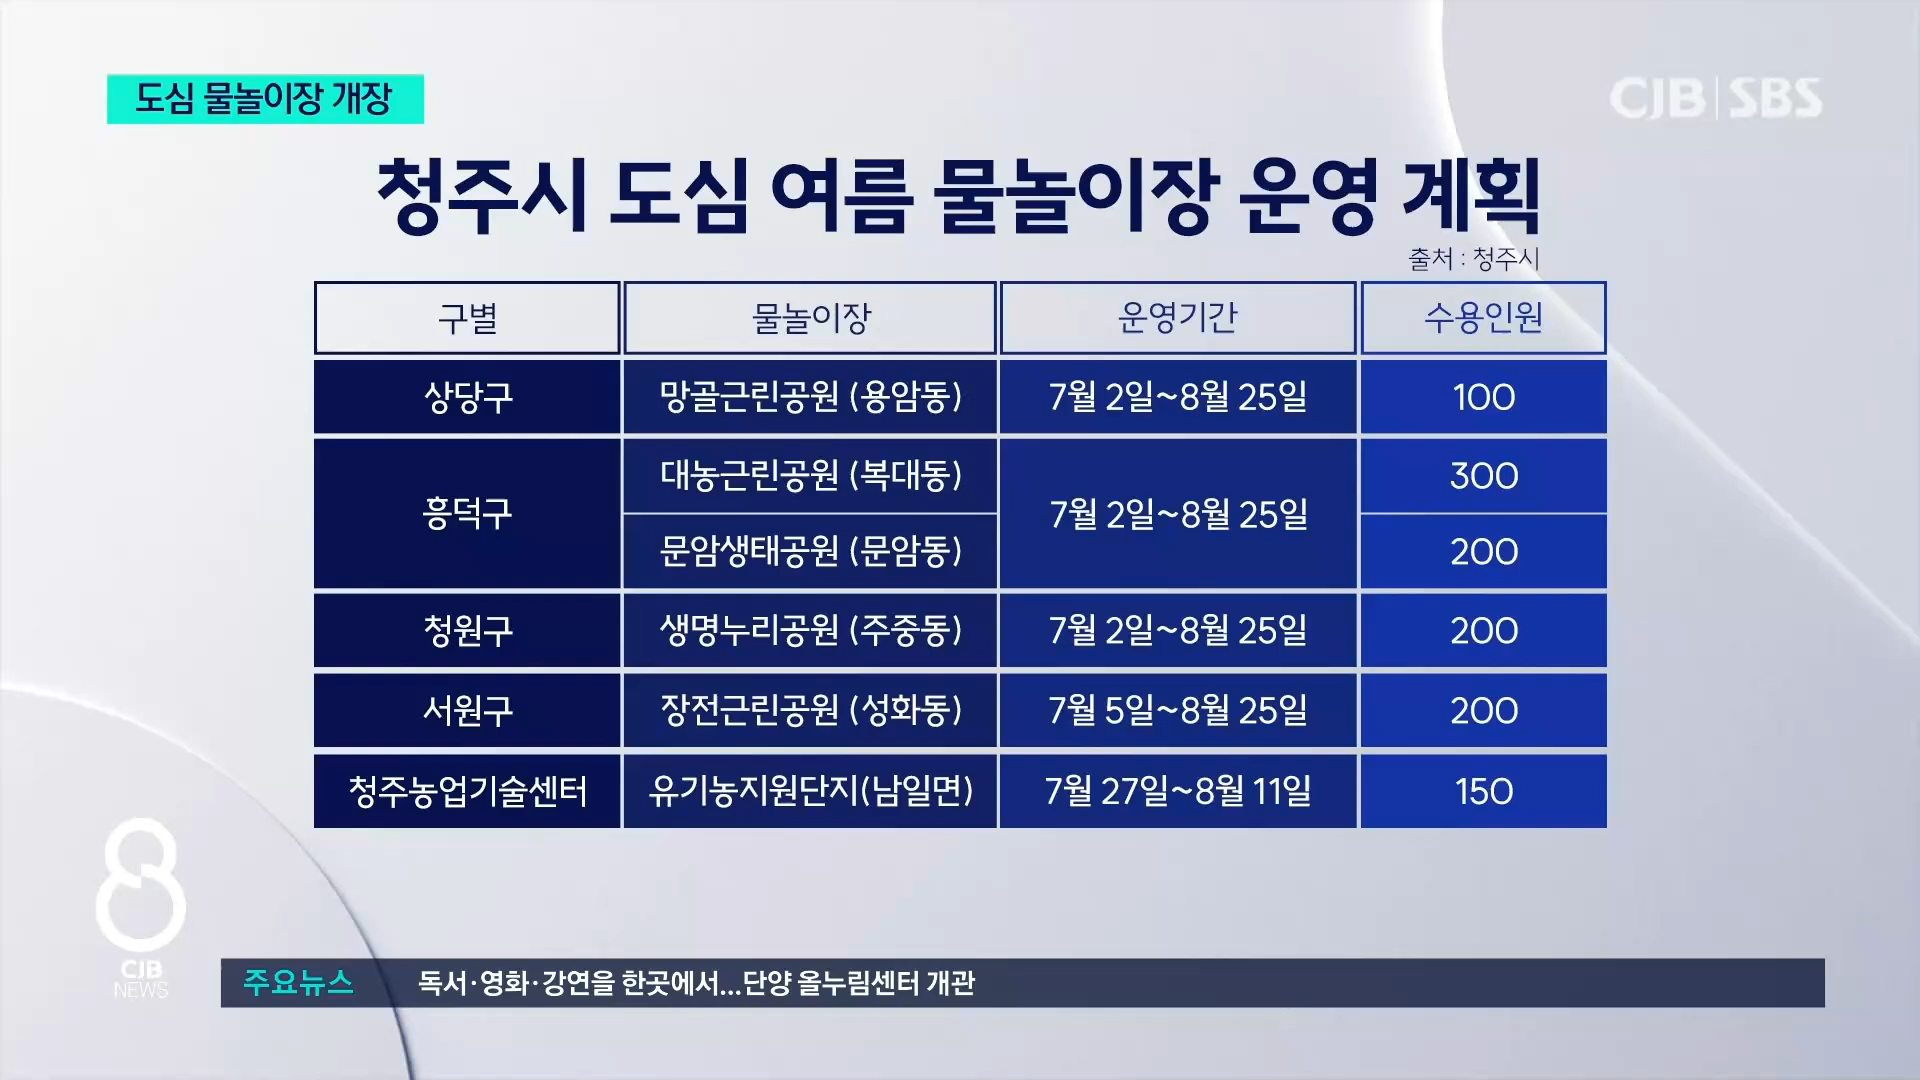 도심 물놀이장 개장
CJB SBS
청주시 도심 여름 물놀이장 운영 계획
출처 : 청주시
구별 물놀이장 운영기간 수용인원
상당구 망골근린공원 (용암동) 7월 2일~8월 25일 100
흥덕구 대농근린공원 (복대동) 7월 2일~8월 25일 300
문암생태공원 (문암동) 200
청원구 생명누리공원 (주중동) 7월 2일~8월 25일 200
서원구 장전근린공원 (성화동) 7월 5일~8월 25일 200
청주농업기술센터 유기농지원단지(남일면) 7월 27일~8월 11일 150
8
CJB
NEWS
주요뉴스 독서·영화·강연을 한곳에서...단양 올누림센터 개관